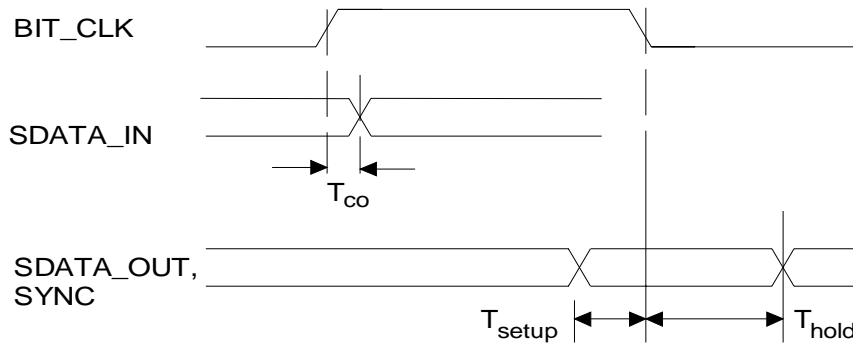 BIT_CLK
SDATA_IN
Tco
SDATA_OUT,
SYNC
Tsetup
Thold